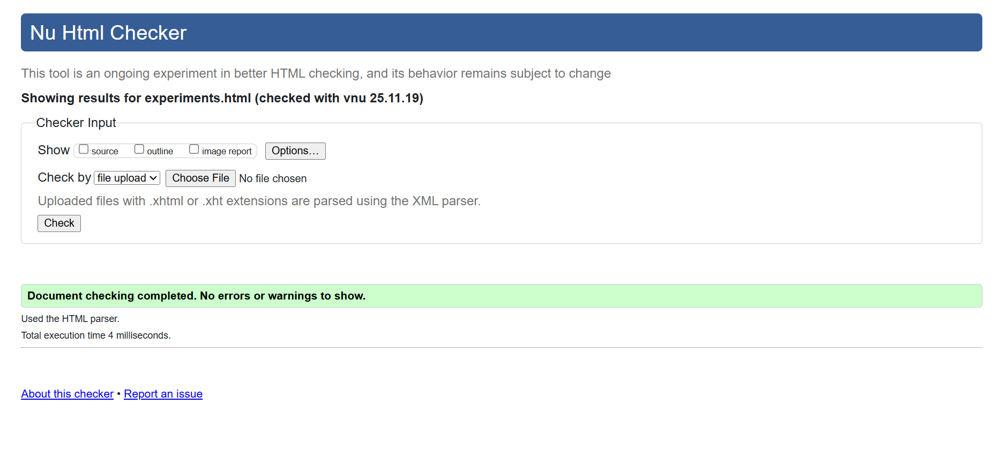 Nu Html Checker
This tool is an ongoing experiment in better HTML checking, and its behavior remains subject to change
Showing results for experiments.html (checked with vnu 25.11.19)
Checker Input
Show source outline image report Options…
Check by file upload Choose File No file chosen
Uploaded files with .xhtml or .xht extensions are parsed using the XML parser.
Check
Document checking completed. No errors or warnings to show.
Used the HTML parser.
Total execution time 4 milliseconds.
About this checker • Report an issue